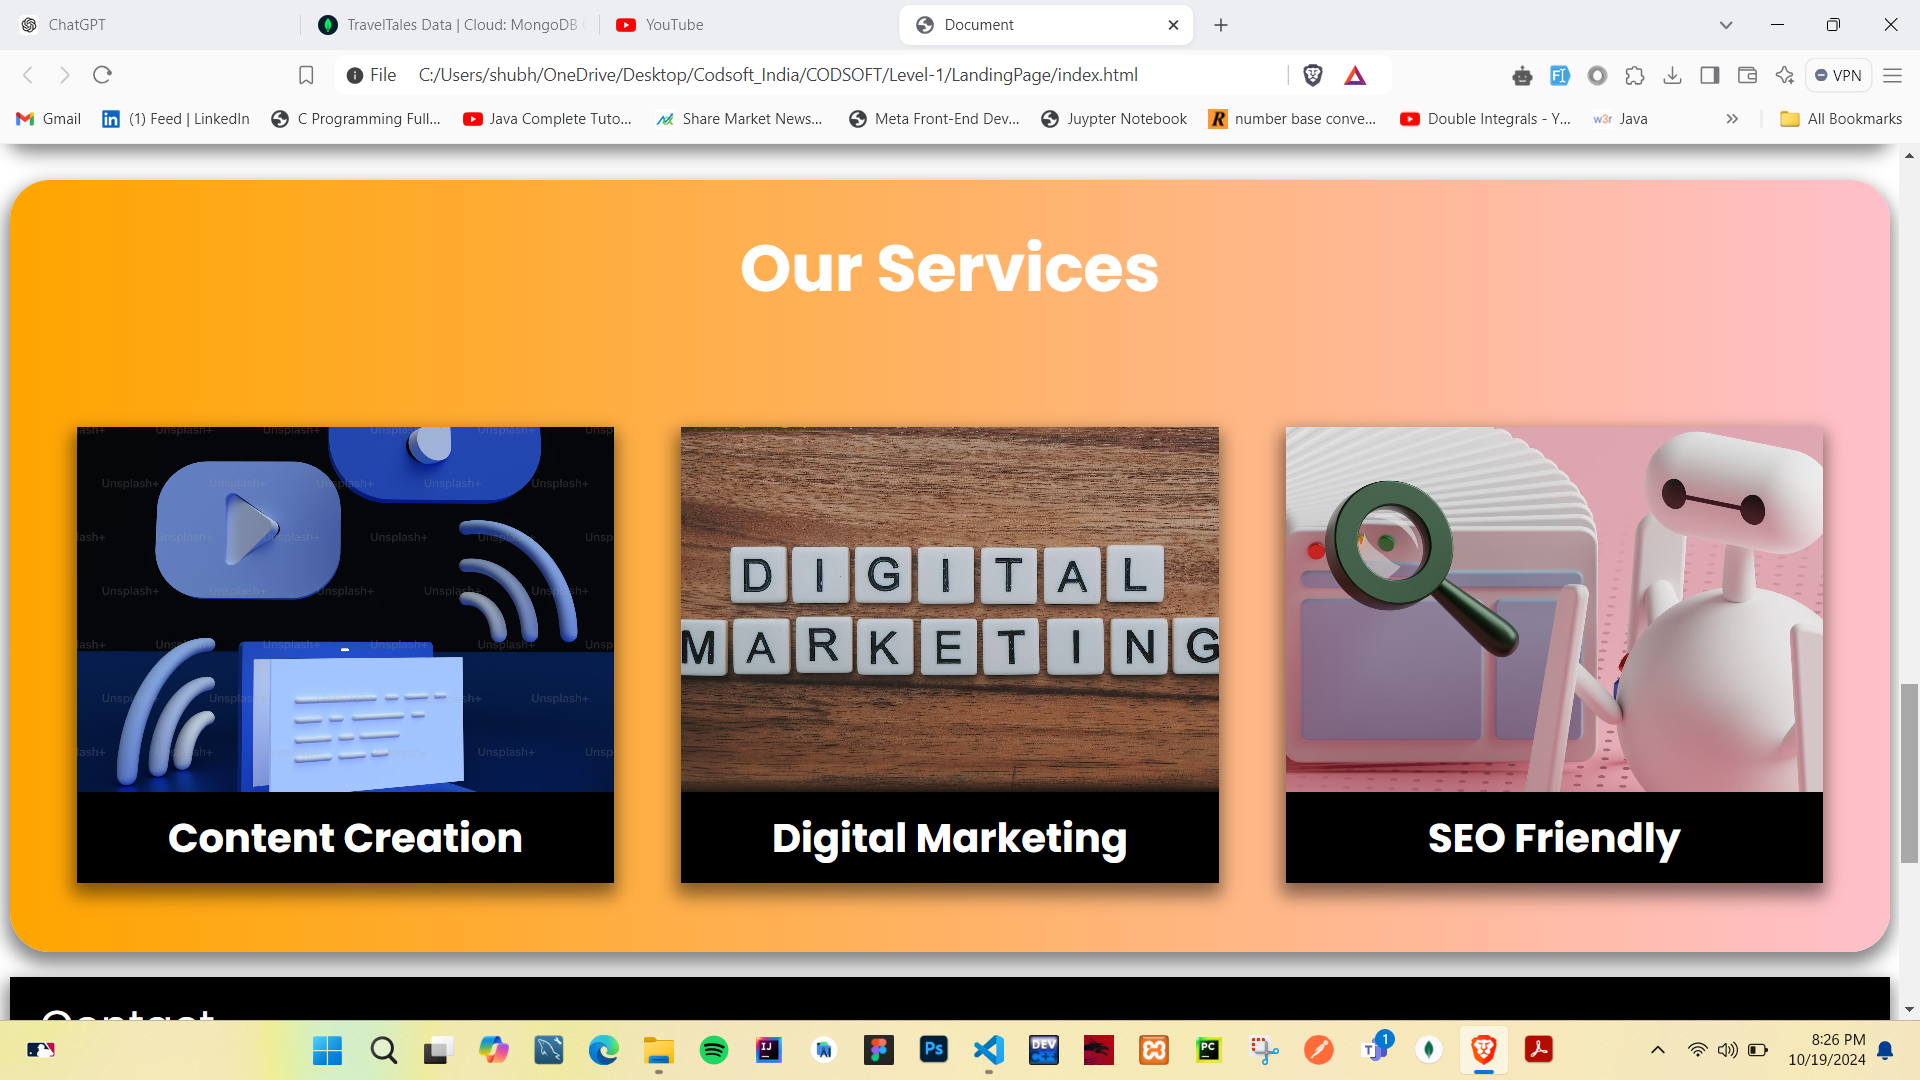 ChatGPT
TravelTales Data | Cloud: MongoDB
YouTube
Document
File
C:/Users/shubh/OneDrive/Desktop/Codsoft_India/CODSOFT/Level-1/LandingPage/index.html
VPN
Gmail
(1) Feed | LinkedIn
C Programming Full...
Java Complete Tuto...
Share Market News...
Meta Front-End Dev...
Juypter Notebook
number base conve...
Double Integrals - Y...
Java
All Bookmarks
Our Services
Unsplash+
DIGITAL
MARKETING
Content Creation
Digital Marketing
SEO Friendly
Contact
8:26 PM
10/19/2024